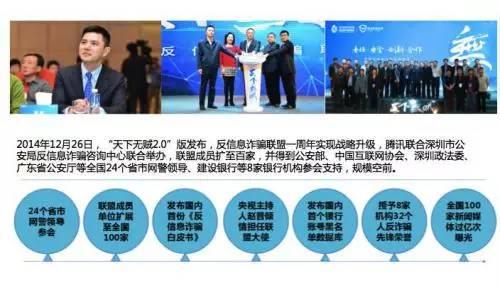 反信
天下无贼
2014年12月26日，“天下无贼2.0”版发布，反信息诈骗联盟一周年实现战略升级，腾讯联合深圳市公
安局反信息诈骗咨询中心联合举办，联盟成员扩至百家，并得到公安部、中国互联网协会、深圳政法委、
广东省公安厅等全国24个省市网警领导、建设银行等8家银行机构参会支持，规模空前。
24个省市
网警领导
参会
联盟成员
单位扩展
至全国
100家
发布国内
首份《反
信息诈骗
白皮书》
央视主持
人赵普倾
情担任联
盟大使
发布国内
首个银行
账号黑名
单数据库
授予8家
机构32个
人反诈骗
先锋荣誉
全国100
家新闻媒
体过亿次
曝光